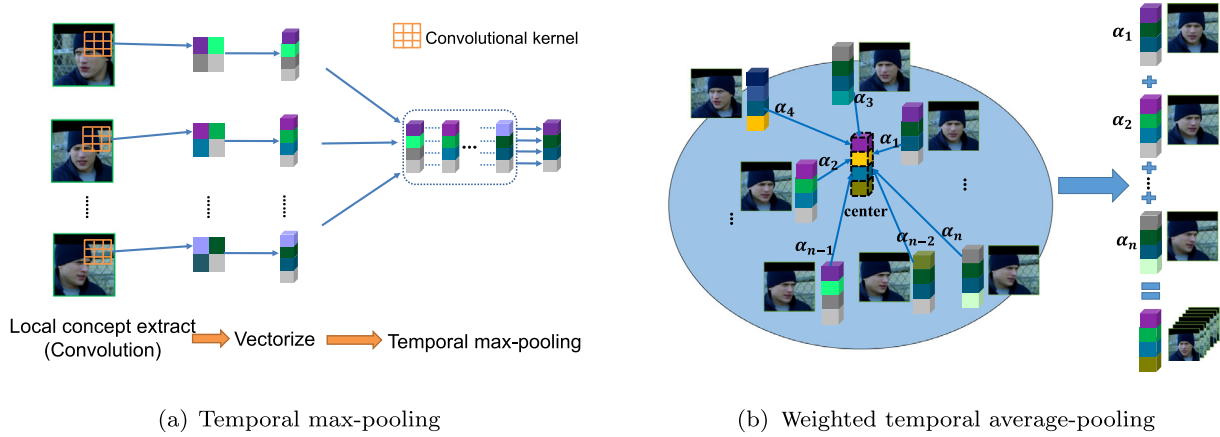 Convolutional kernel
...
Local concept extract
(Convolution)
Vectorize
Temporal max-pooling
(a) Temporal max-pooling
α4
α3
α1
α2
center
αn−1
αn−2
αn
α1
α2
αn
(b) Weighted temporal average-pooling